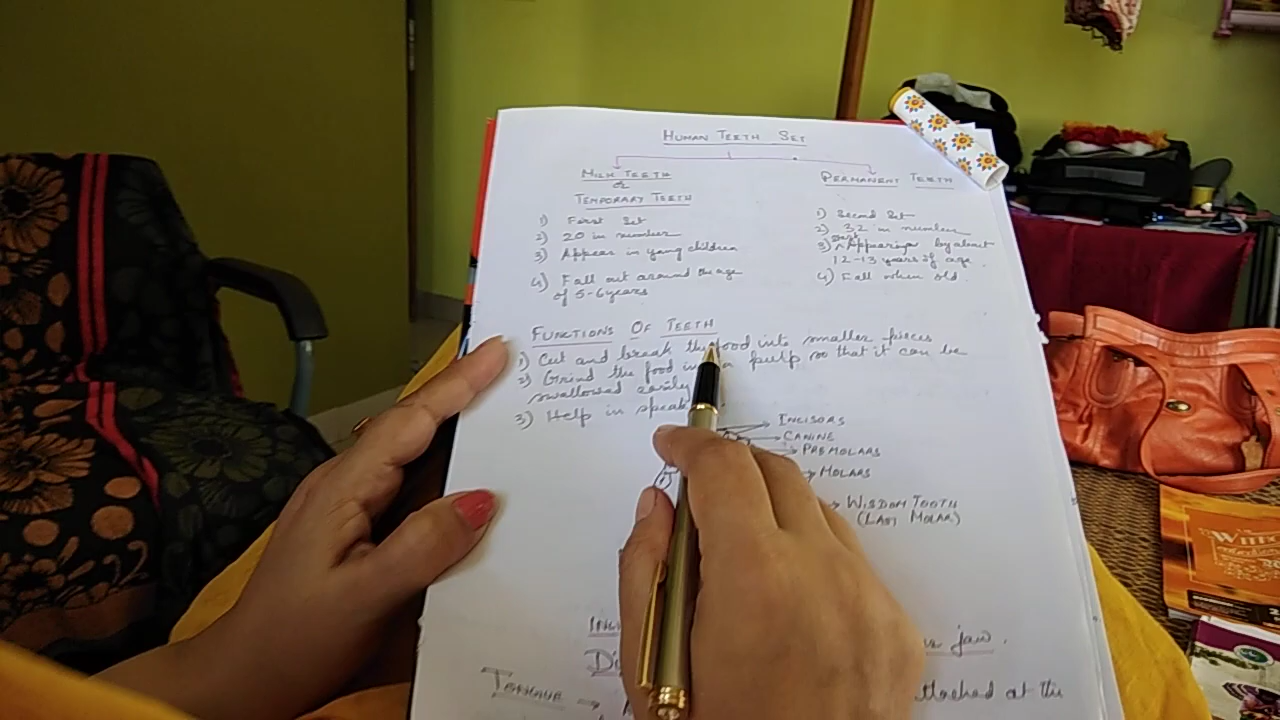 HUMAN TEETH SET
MILK TEETH
or
TEMPORARY TEETH
1) First Set
2) 20 in number
3) Appear in young children
4) Fall out around the age
of 5-6 years
PERMANENT TEETH
1) Second Set
2) 32 in number
3) Start Appearing by about
12-13 years of age
4) Fall when old.
FUNCTIONS OF TEETH
1) Cut and break the food into smaller pieces
2) Grind the food in a pulp so that it can be
swallowed easily
3) Help in
INCISORS
CANINE
PREMOLARS
MOLARS
WISDOM TOOTH
(LAST MOLAR)
jaw.
TONGUE
attached at the